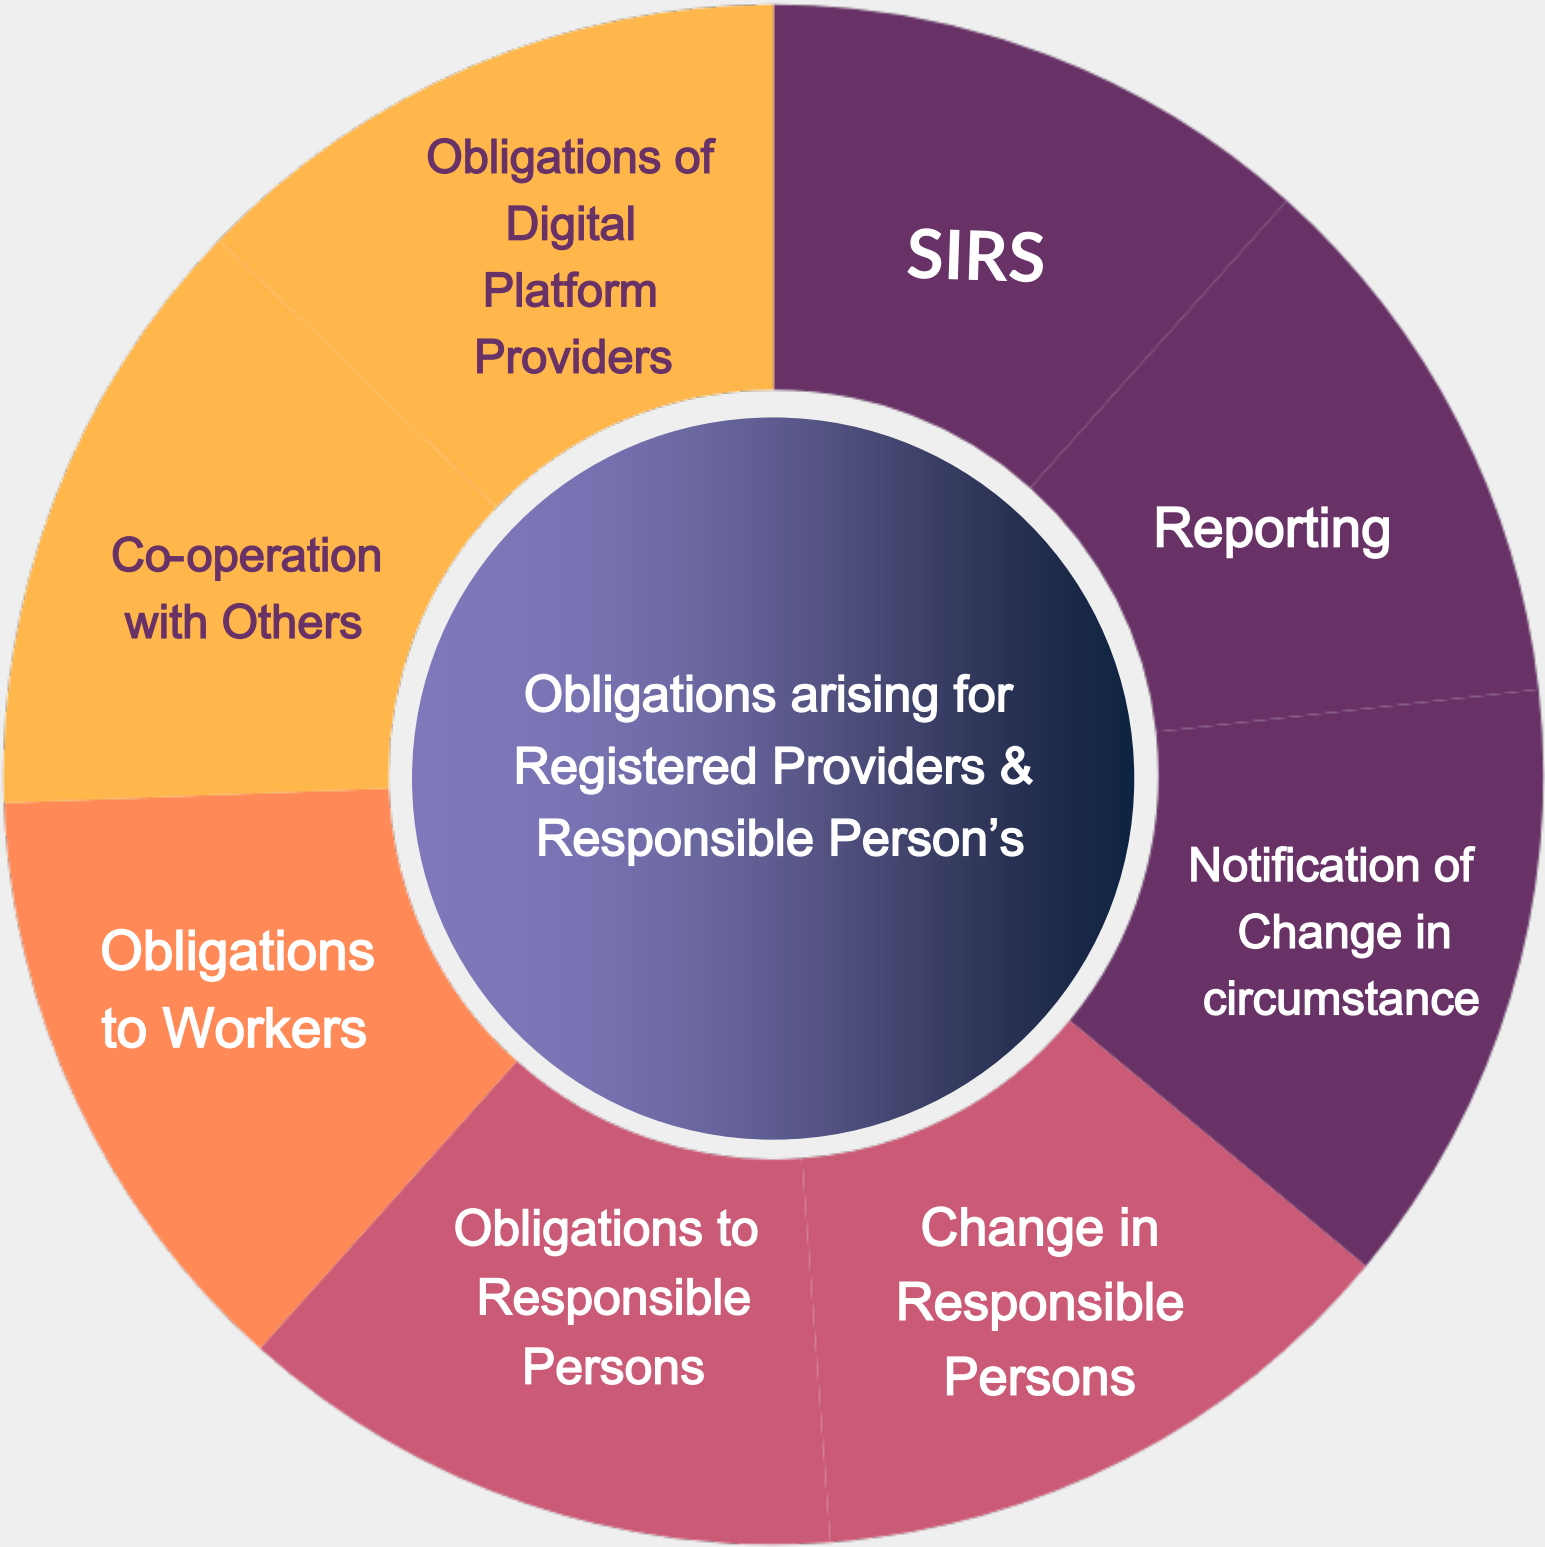 Obligations of
Digital
Platform
Providers
SIRS
Reporting
Co-operation
with Others
Obligations arising for
Registered Providers &
Responsible Person’s
Notification of
Change in
circumstance
Obligations
to Workers
Obligations to
Responsible
Persons
Change in
Responsible
Persons